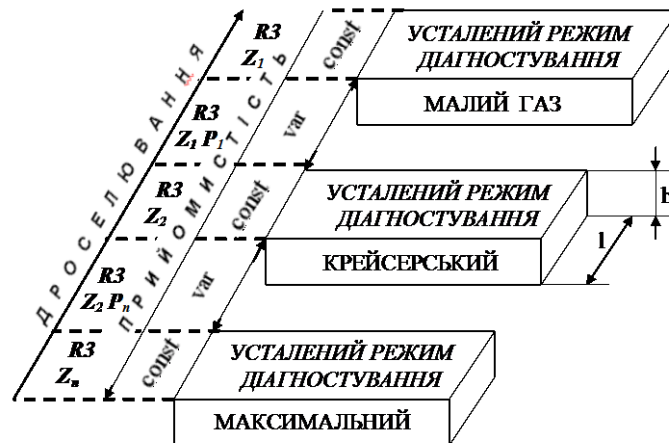 ДРОСЕЛЮВАННЯ
ПРИЙОМИСТІСТЬ
R3
Z1
const
УСТАЛЕНИЙ РЕЖИМ
ДІАГНОСТУВАННЯ
МАЛИЙ ГАЗ
R3
Z1 P1
var
R3
Z2
const
УСТАЛЕНИЙ РЕЖИМ
ДІАГНОСТУВАННЯ
КРЕЙСЕРСЬКИЙ
h
l
R3
Z2 Pn
var
R3
Zn
const
УСТАЛЕНИЙ РЕЖИМ
ДІАГНОСТУВАННЯ
МАКСИМАЛЬНИЙ